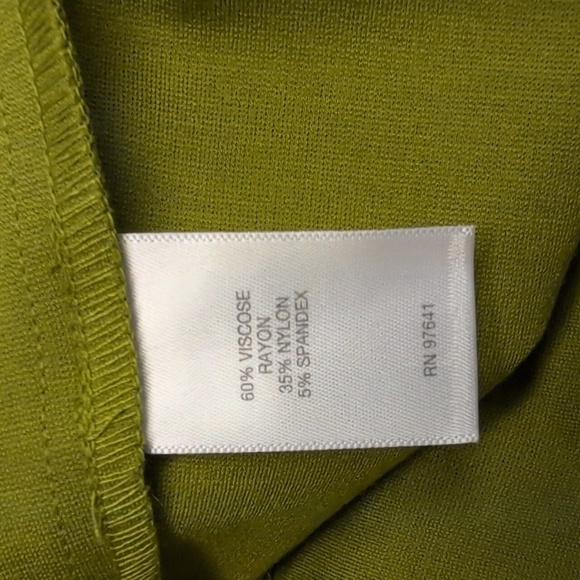 60% VISCOSE
RAYON
35% NYLON
5% SPANDEX
RN 97641